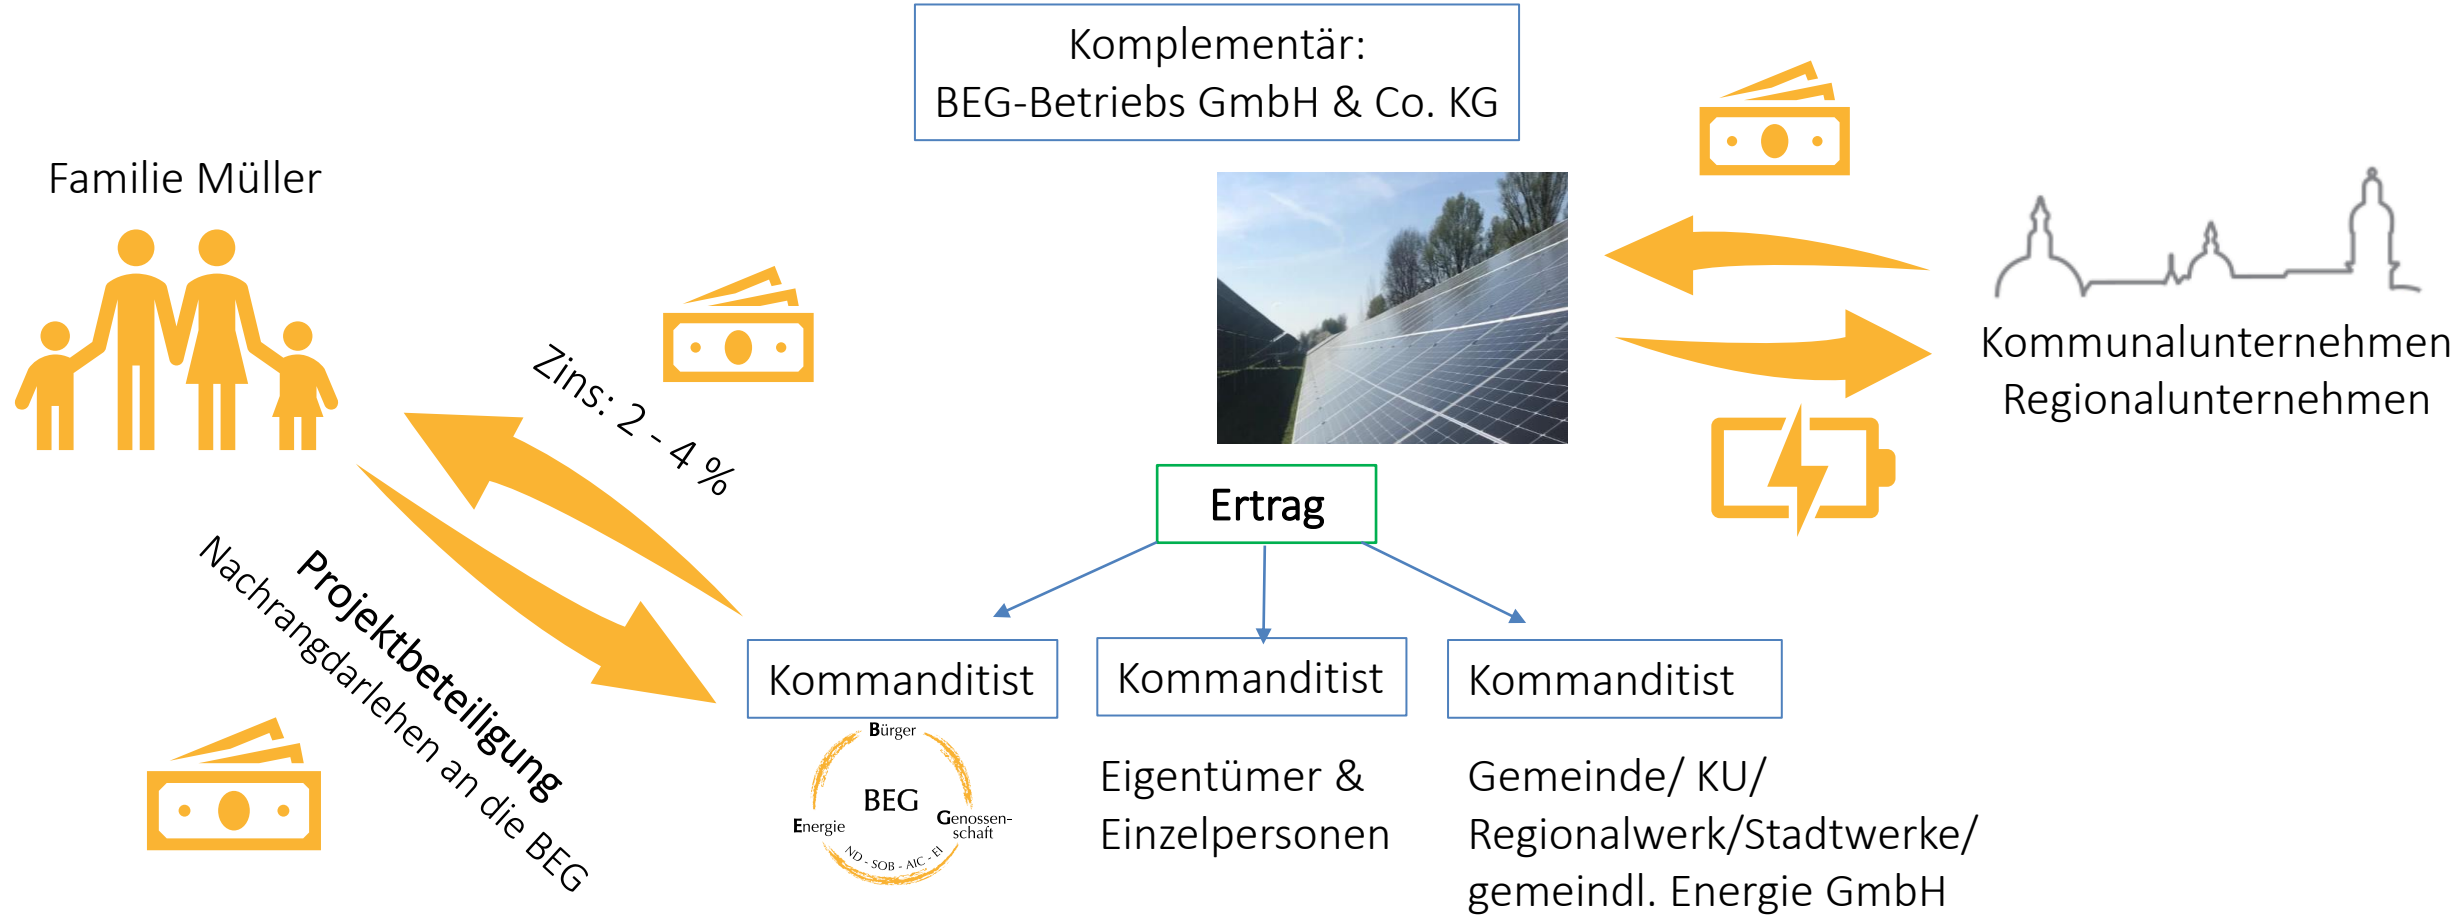 Komplementär:
BEG-Betriebs GmbH & Co. KG
Familie Müller
Zins: 2 - 4 %
Projektbeteiligung
Nachrangdarlehen an die BEG
Kommunalunternehmen
Regionalunternehmen
Ertrag
Kommanditist
Bürger
BEG
Energie
Genossen-
schaft
ND - SOB - AIC - EI
Kommanditist
Eigentümer &
Einzelpersonen
Kommanditist
Gemeinde/ KU/
Regionalwerk/Stadtwerke/
gemeindl. Energie GmbH